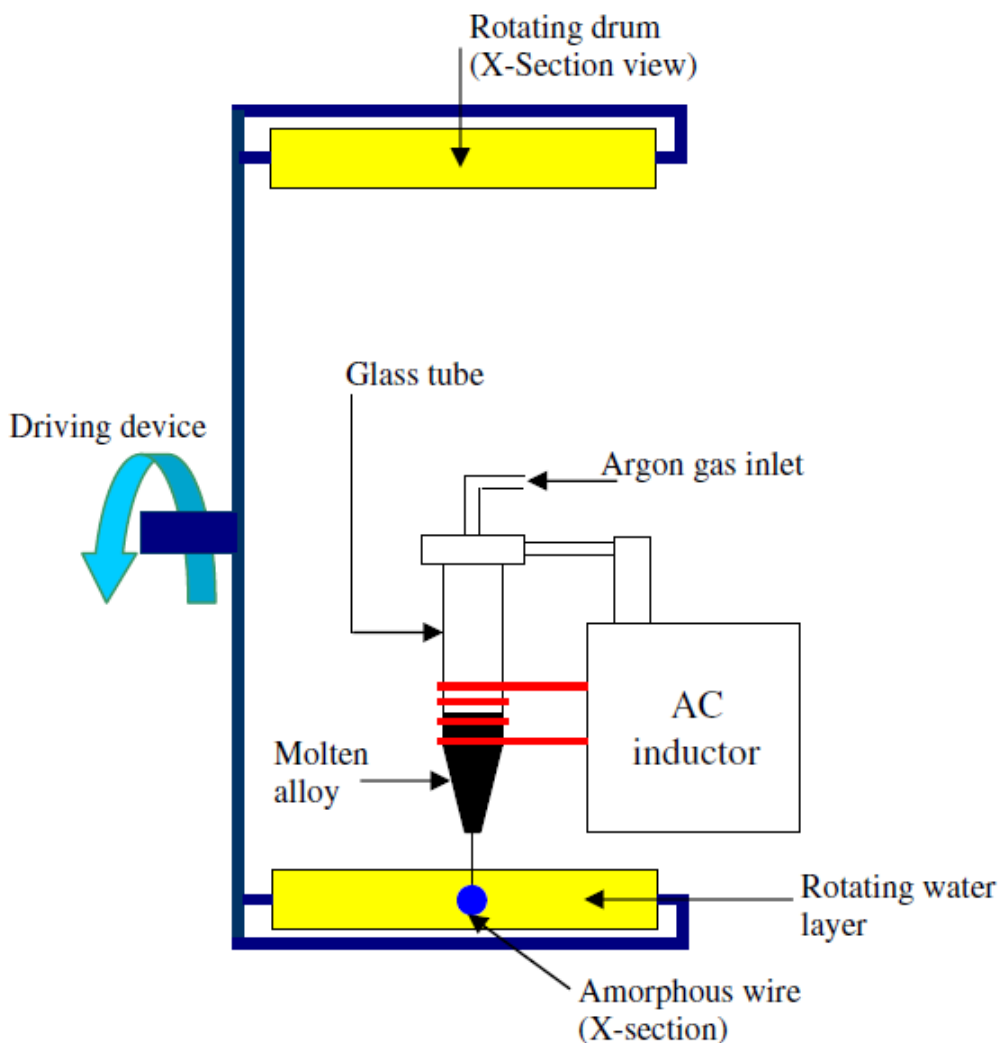 Rotating drum
(X-Section view)
Glass tube
Driving device
Argon gas inlet
AC
inductor
Molten
alloy
Rotating water
layer
Amorphous wire
(X-section)